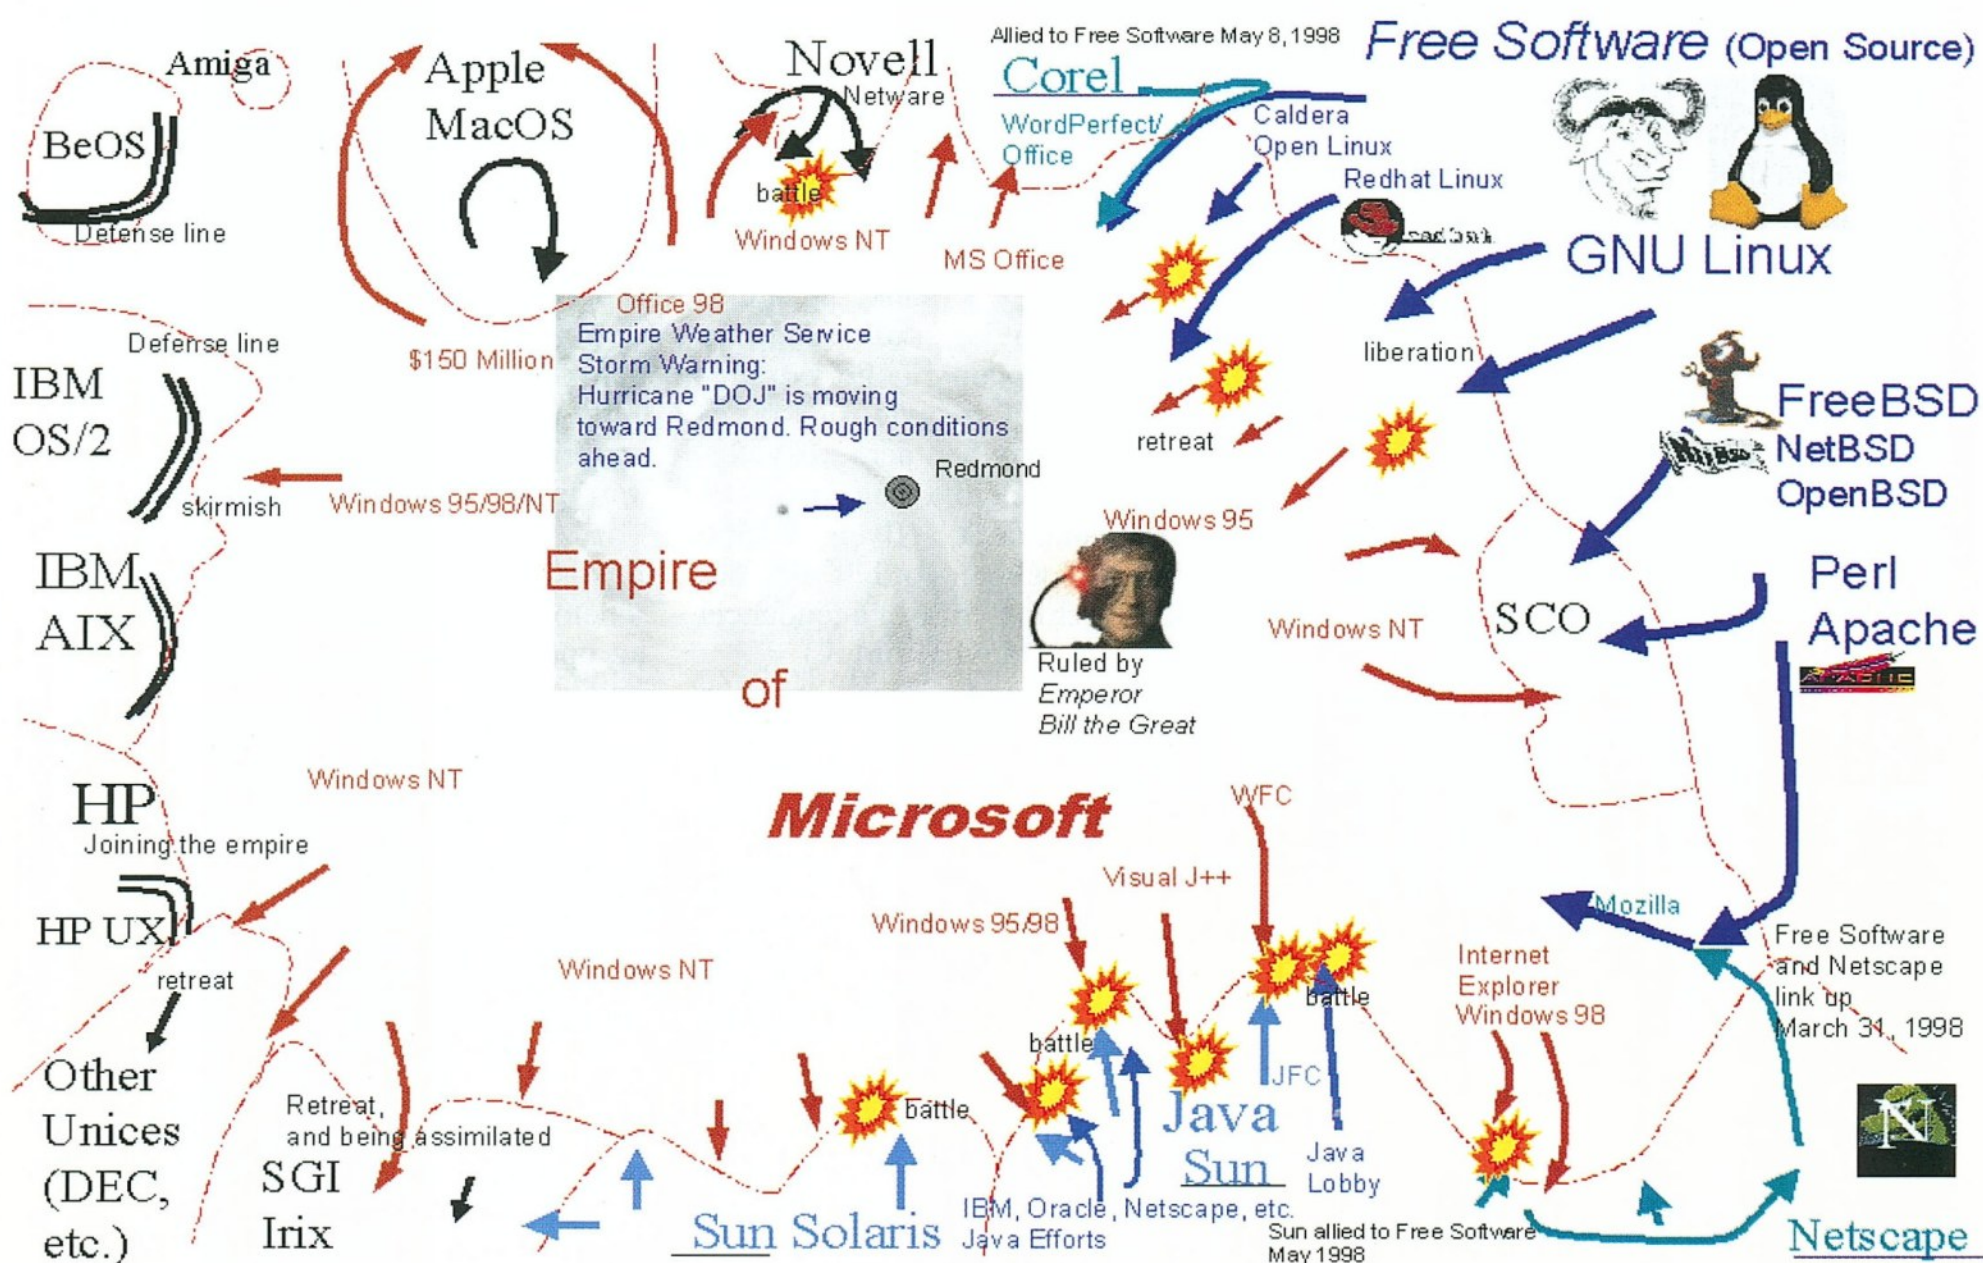 Allied to Free Software May 8, 1998
Free Software (Open Source)
Amiga
Apple
MacOS
Novell
Netware
Corel
WordPerfect/
Office
Caldera
Open Linux
Redhat Linux
redhat
BeOS
Defense line
battle
Windows NT
MS Office
GNU Linux
Office 98
Empire Weather Service
Storm Warning:
Hurricane "DOJ" is moving
toward Redmond. Rough conditions
ahead.
Redmond
$150 Million
Defense line
IBM
OS/2
skirmish
Windows 95/98/NT
liberation
retreat
FreeBSD
NetBSD
OpenBSD
Windows 95
Empire
of
Microsoft
Ruled by
Emperor
Bill the Great
IBM
AIX
Windows NT
SCO
Perl
Apache
APACHE
HP
Joining the empire
Windows NT
HP UX
retreat
WFC
Visual J++
Windows 95/98
Windows NT
battle
battle
battle
Mozilla
Internet
Explorer
Windows 98
Free Software
and Netscape
link up
March 31, 1998
Other
Unices
(DEC,
etc.)
Retreat,
and being assimilated
SGI
Irix
JFC
Java
Sun
Java
Lobby
Sun Solaris
IBM, Oracle, Netscape, etc.
Java Efforts
Sun allied to Free Software
May 1998
N
Netscape